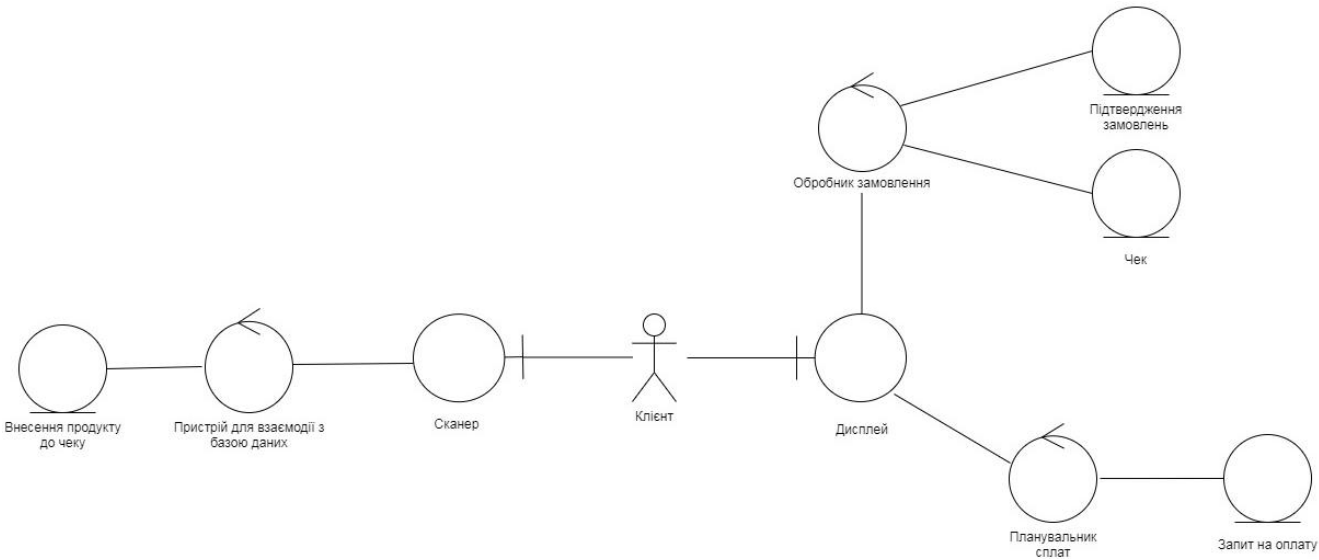 Підтвердження
замовлень
Обробник замовлення
Чек
Внесення продукту
до чеку
Пристрій для взаємодії з
базою даних
Сканер
Клієнт
Дисплей
Планувальник
сплат
Запит на оплату